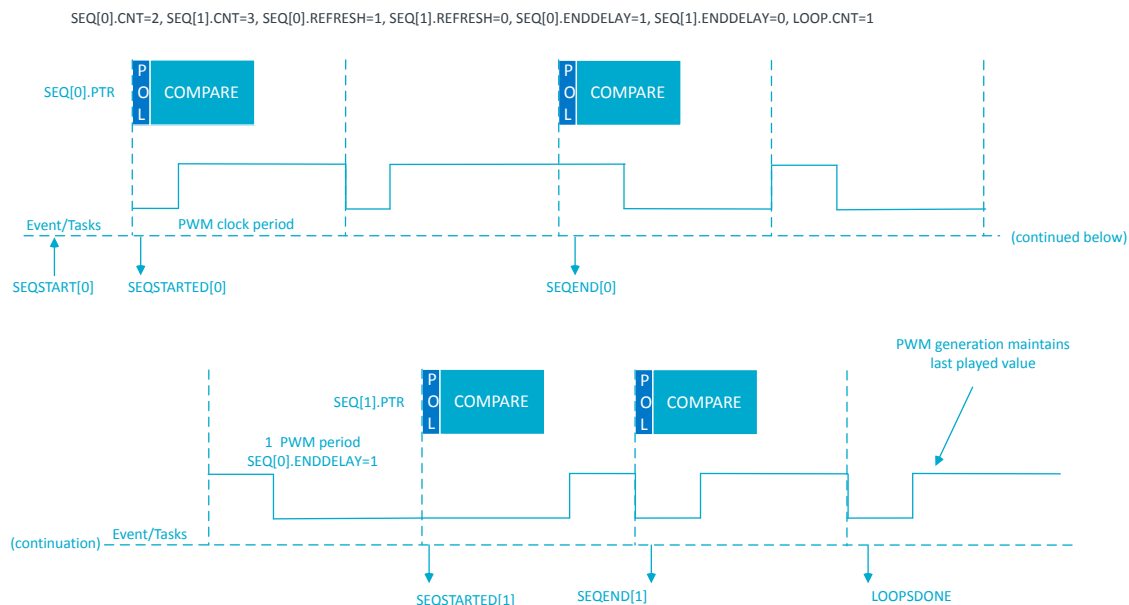 SEQ[0].CNT=2, SEQ[1].CNT=3, SEQ[0].REFRESH=1, SEQ[1].REFRESH=0, SEQ[0].ENDDELAY=1, SEQ[1].ENDDELAY=0, LOOP.CNT=1
SEQ[0].PTR
P
O
L
COMPARE
P
O
L
COMPARE
Event/Tasks
PWM clock period
(continued below)
SEQSTART[0]
SEQSTARTED[0]
SEQEND[0]
PWM generation maintains
last played value
SEQ[1].PTR
P
O
L
COMPARE
P
O
L
COMPARE
1 PWM period
SEQ[0].ENDDELAY=1
(continuation)
Event/Tasks
SEQSTARTED[1]
SEQEND[1]
LOOPSDONE